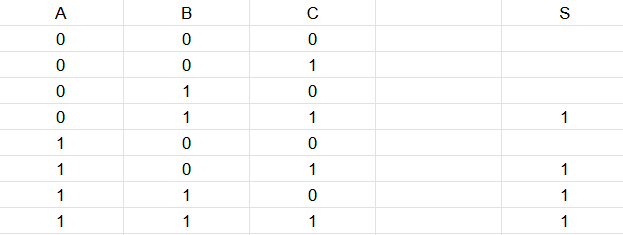 A B C S
0 0 0
0 0 1
0 1 0
0 1 1 1
1 0 0
1 0 1 1
1 1 0 1
1 1 1 1